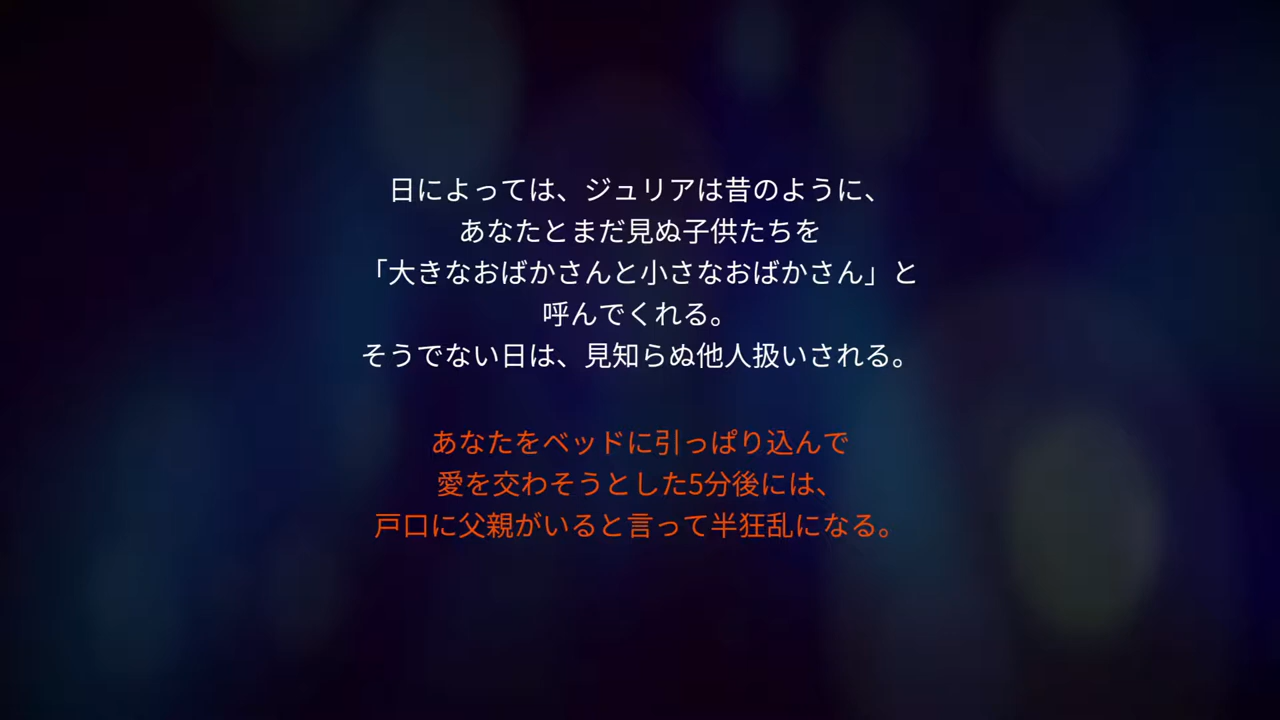 日によっては、ジュリアは昔のように、
あなたとまだ見ぬ子供たちを
「大きなおばかさんと小さなおばかさん」と
呼んでくれる。
そうでない日は、見知らぬ他人扱いされる。
あなたをベッドに引っぱり込んで
愛を交わそうとした5分後には、
戸口に父親がいると言って半狂乱になる。